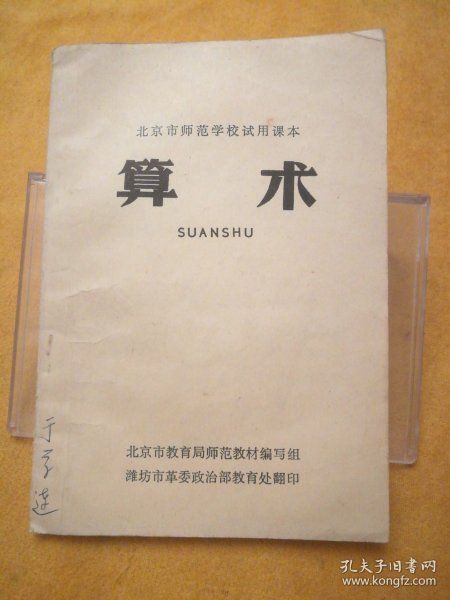 北京市师范学校试用课本
算术
SUANSHU
于
连
北京市教育局师范教材编写组
潍坊市革委政治部教育处翻印
孔夫子旧书网
www.kongfz.com